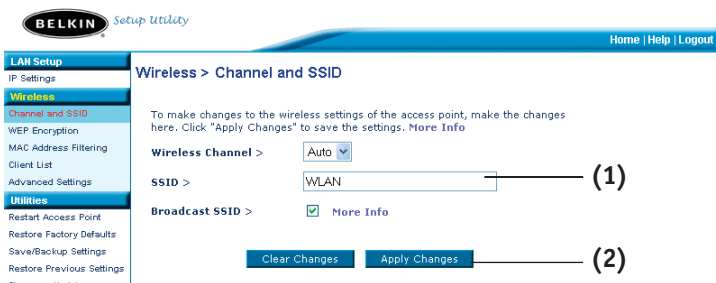 BELKIN Setup Utility
Home | Help | Logout
LAN Setup
IP Settings
Wireless
Channel and SSID
WEP Encryption
MAC Address Filtering
Client List
Advanced Settings
Utilities
Restart Access Point
Restore Factory Defaults
Save/Backup Settings
Restore Previous Settings
Wireless > Channel and SSID
To make changes to the wireless settings of the access point, make the changes
here. Click "Apply Changes" to save the settings. More Info
Wireless Channel > Auto
SSID > WLAN (1)
Broadcast SSID > More Info
Clear Changes Apply Changes (2)